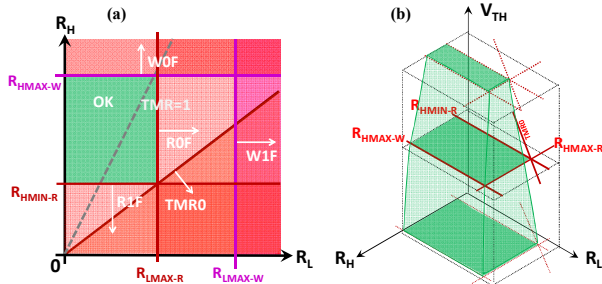 (a)
R_H
W0F
R_HMAX-W
OK
TMR=1
R0F
W1F
R_HMIN-R
R1F
TMR0
0
R_LMAX-R
R_LMAX-W
R_L
(b)
V_TH
R_HMIN-R
TMR0
R_HMAX-W
R_HMAX-R
R_H
R_L